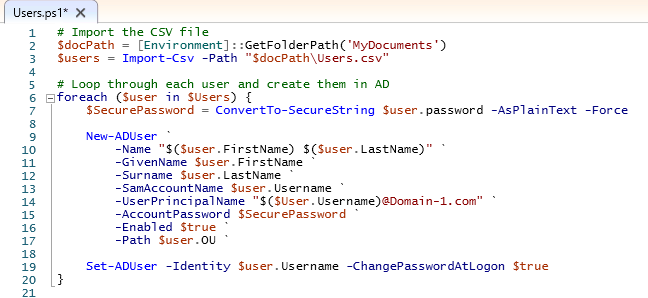 Users.ps1* X
1 # Import the CSV file
2 $docPath = [Environment]::GetFolderPath('MyDocuments')
3 $users = Import-Csv -Path "$docPath\Users.csv"
4
5 # Loop through each user and create them in AD
6 foreach ($user in $Users) {
7 $SecurePassword = ConvertTo-SecureString $user.password -AsPlainText -Force
8
9 New-ADUser `
10 -Name "$($user.FirstName) $($user.LastName)" `
11 -GivenName $user.FirstName `
12 -Surname $user.LastName `
13 -SamAccountName $user.Username `
14 -UserPrincipalName "$($User.Username)@Domain-1.com" `
15 -AccountPassword $SecurePassword `
16 -Enabled $true `
17 -Path $user.OU `
18
19 Set-ADUser -Identity $user.Username -ChangePasswordAtLogon $true
20 }
21